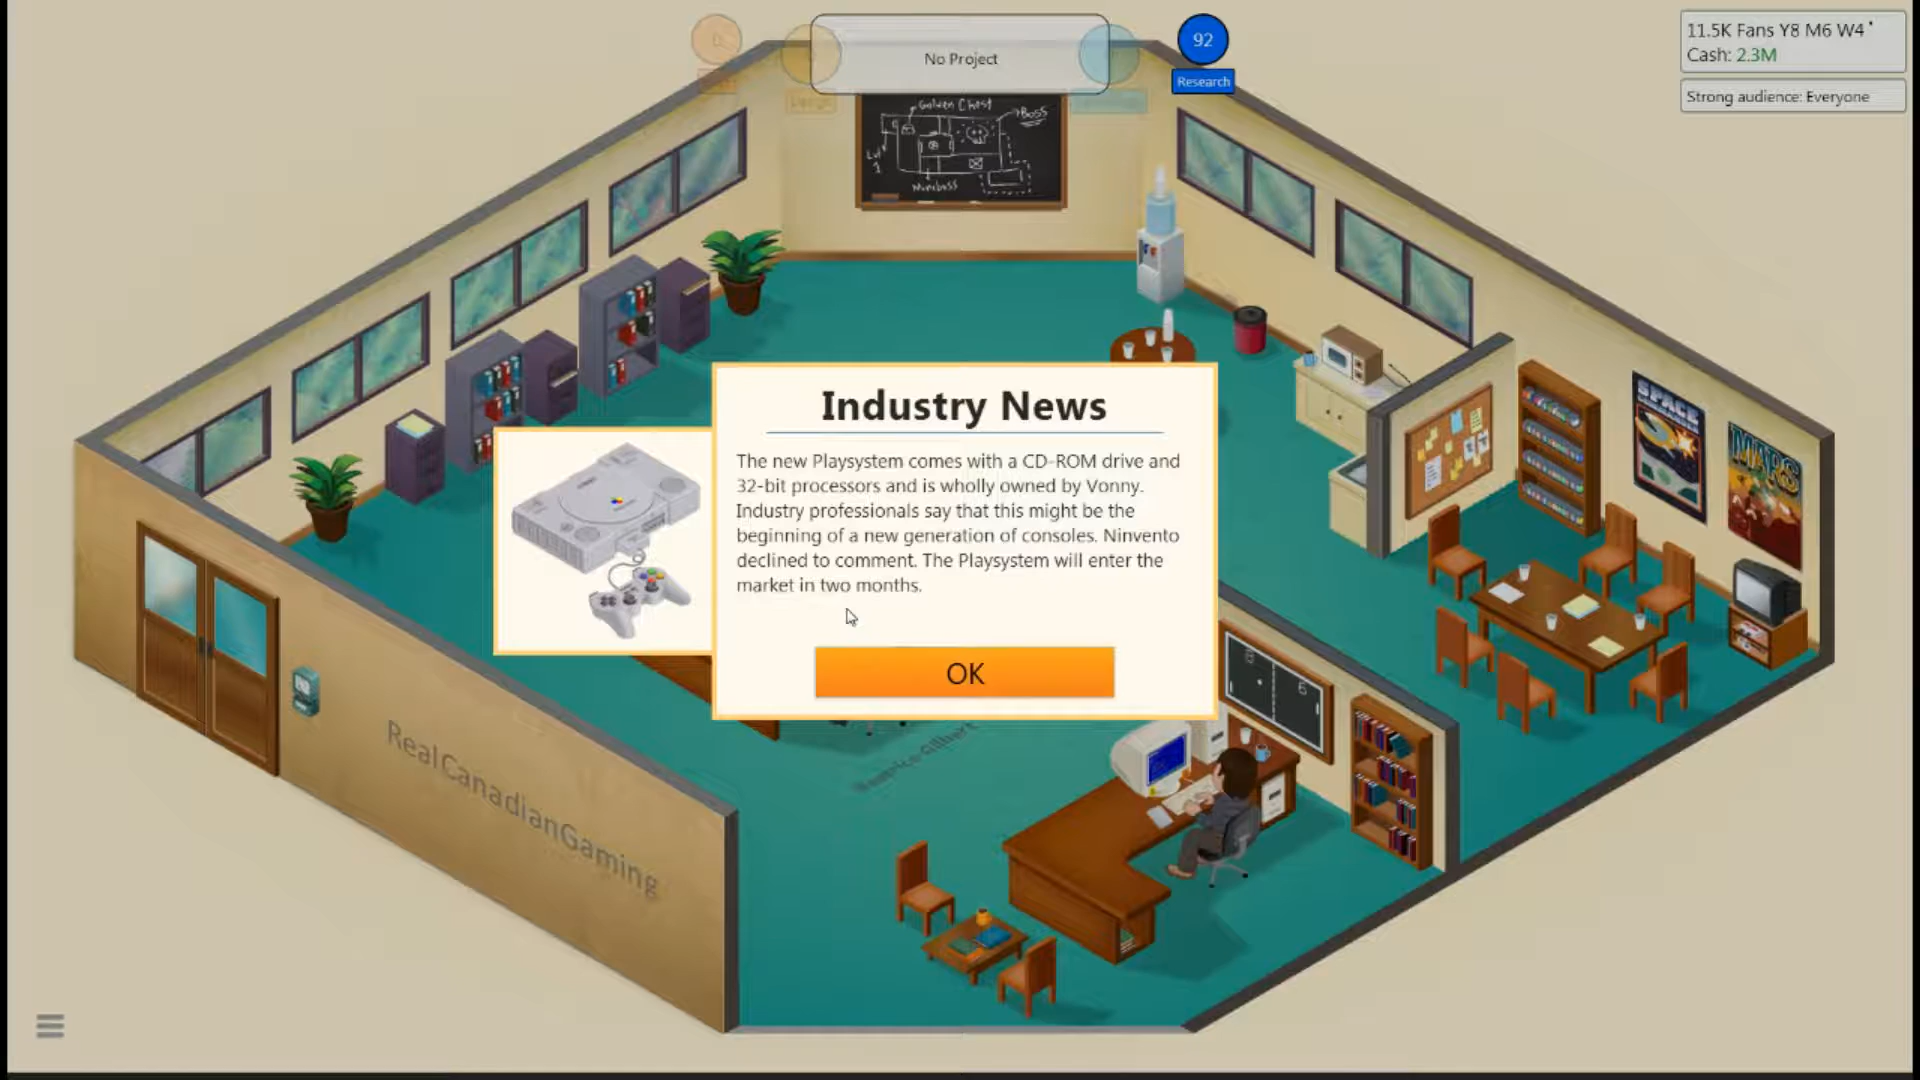 No Project
92
Research
11.5K Fans Y8 M6 W4
Cash: 2.3M
Strong audience: Everyone
Golden Chest
Boss
Lvl
1
Miniboss
SPACE
MARS
Industry News
The new Playsystem comes with a CD-ROM drive and
32-bit processors and is wholly owned by Vonny.
Industry professionals say that this might be the
beginning of a new generation of consoles. Ninvento
declined to comment. The Playsystem will enter the
market in two months.
OK
RealCanadianGaming